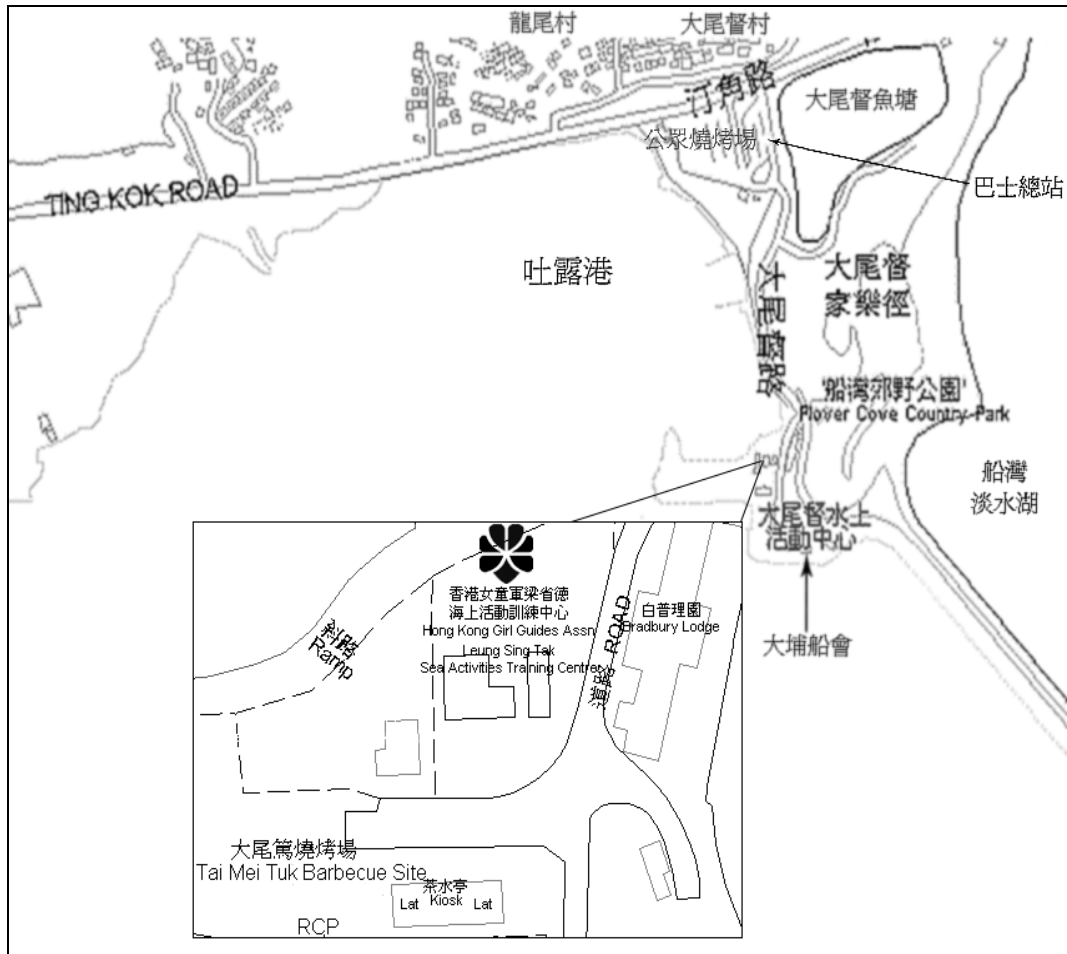 龍尾村
大尾督村
汀角路
大尾督魚塘
公眾燒烤場
巴士總站
TING KOK ROAD
吐露港
大尾督
家樂徑
大尾督路
船灣郊野公園
Plover Cove Country Park
船灣
淡水湖
大尾督水上
活動中心
大埔船會
香港女童軍梁省德
海上活動訓練中心
Hong Kong Girl Guides Assn
Leung Sing Tak
Sea Activities Training Centre
白普理園
Bradbury Lodge
斜路
Ramp
道路 ROAD
大尾篤燒烤場
Tai Mei Tuk Barbecue Site
茶水亭
Lat Kiosk Lat
RCP